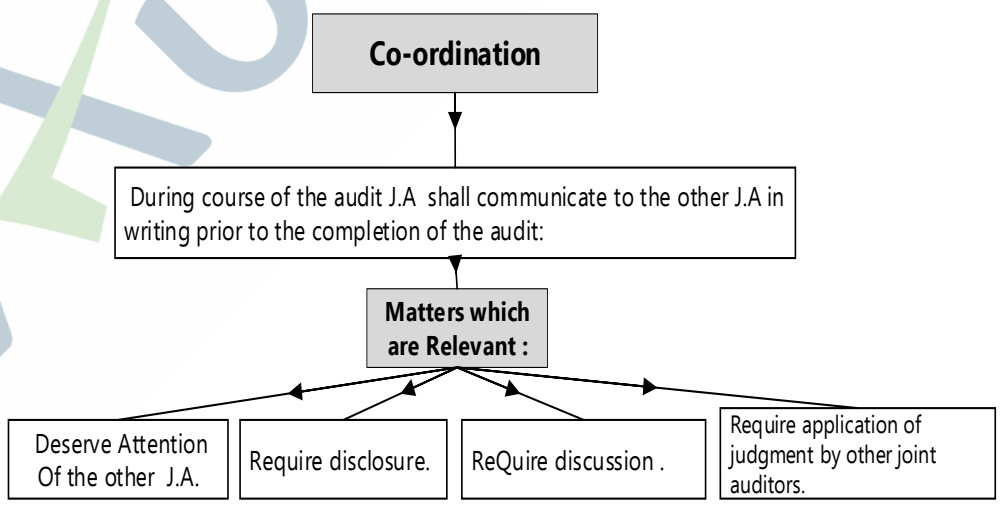 Co-ordination
During course of the audit J.A shall communicate to the other J.A in
writing prior to the completion of the audit:
Matters which
are Relevant :
Deserve Attention
Of the other J.A.
Require disclosure.
ReQuire discussion .
Require application of
judgment by other joint
auditors.